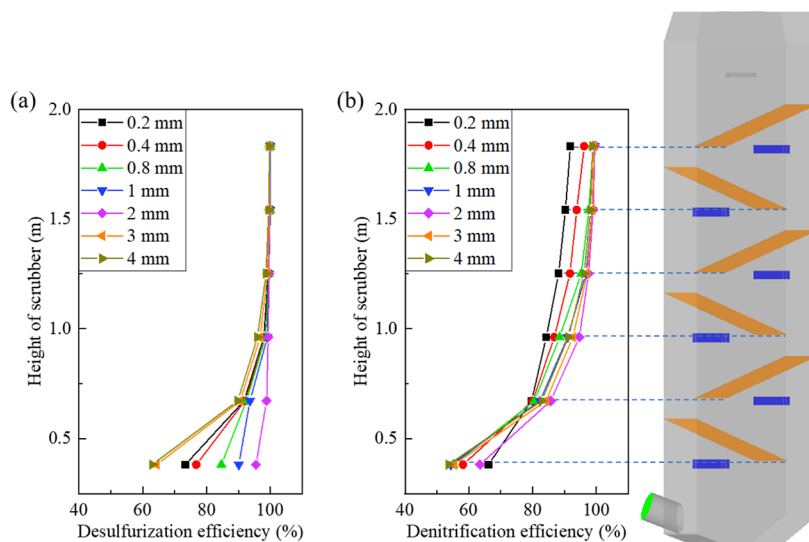 (a)
2.0
1.5
1.0
0.5
Height of scrubber (m)
0.2 mm
0.4 mm
0.8 mm
1 mm
2 mm
3 mm
4 mm
40 60 80 100
Desulfurization efficiency (%)
(b)
2.0
1.5
1.0
0.5
Height of scrubber (m)
0.2 mm
0.4 mm
0.8 mm
1 mm
2 mm
3 mm
4 mm
40 60 80 100
Denitrification efficiency (%)